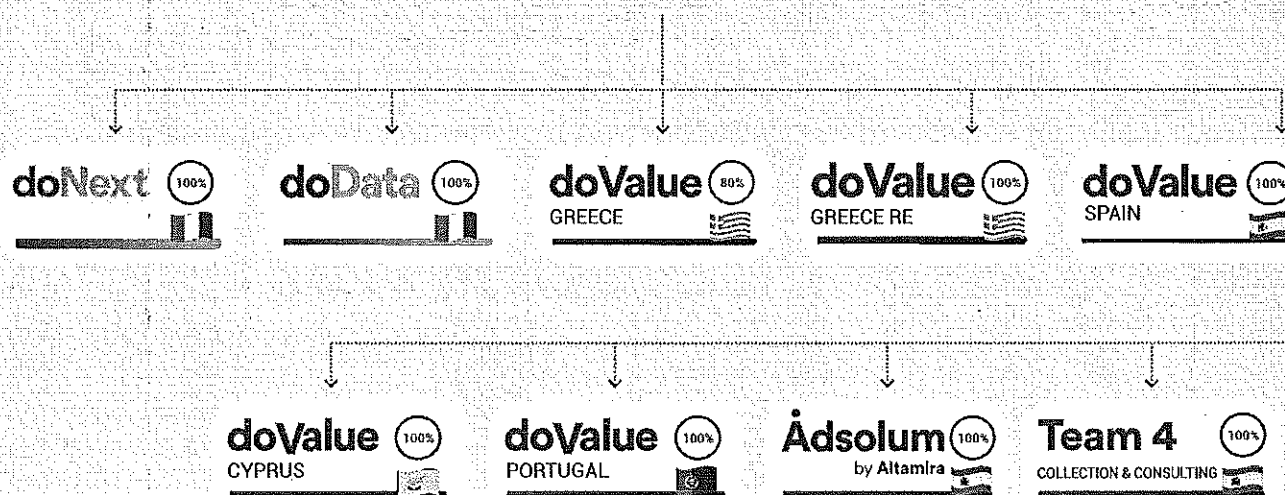 doNext 100%
doData 100%
doValue 80%
GREECE
doValue 100%
GREECE RE
doValue 100%
SPAIN
doValue 100%
CYPRUS
doValue 100%
PORTUGAL
Ådsolum 100%
by Altamira
Team 4 100%
COLLECTION & CONSULTING